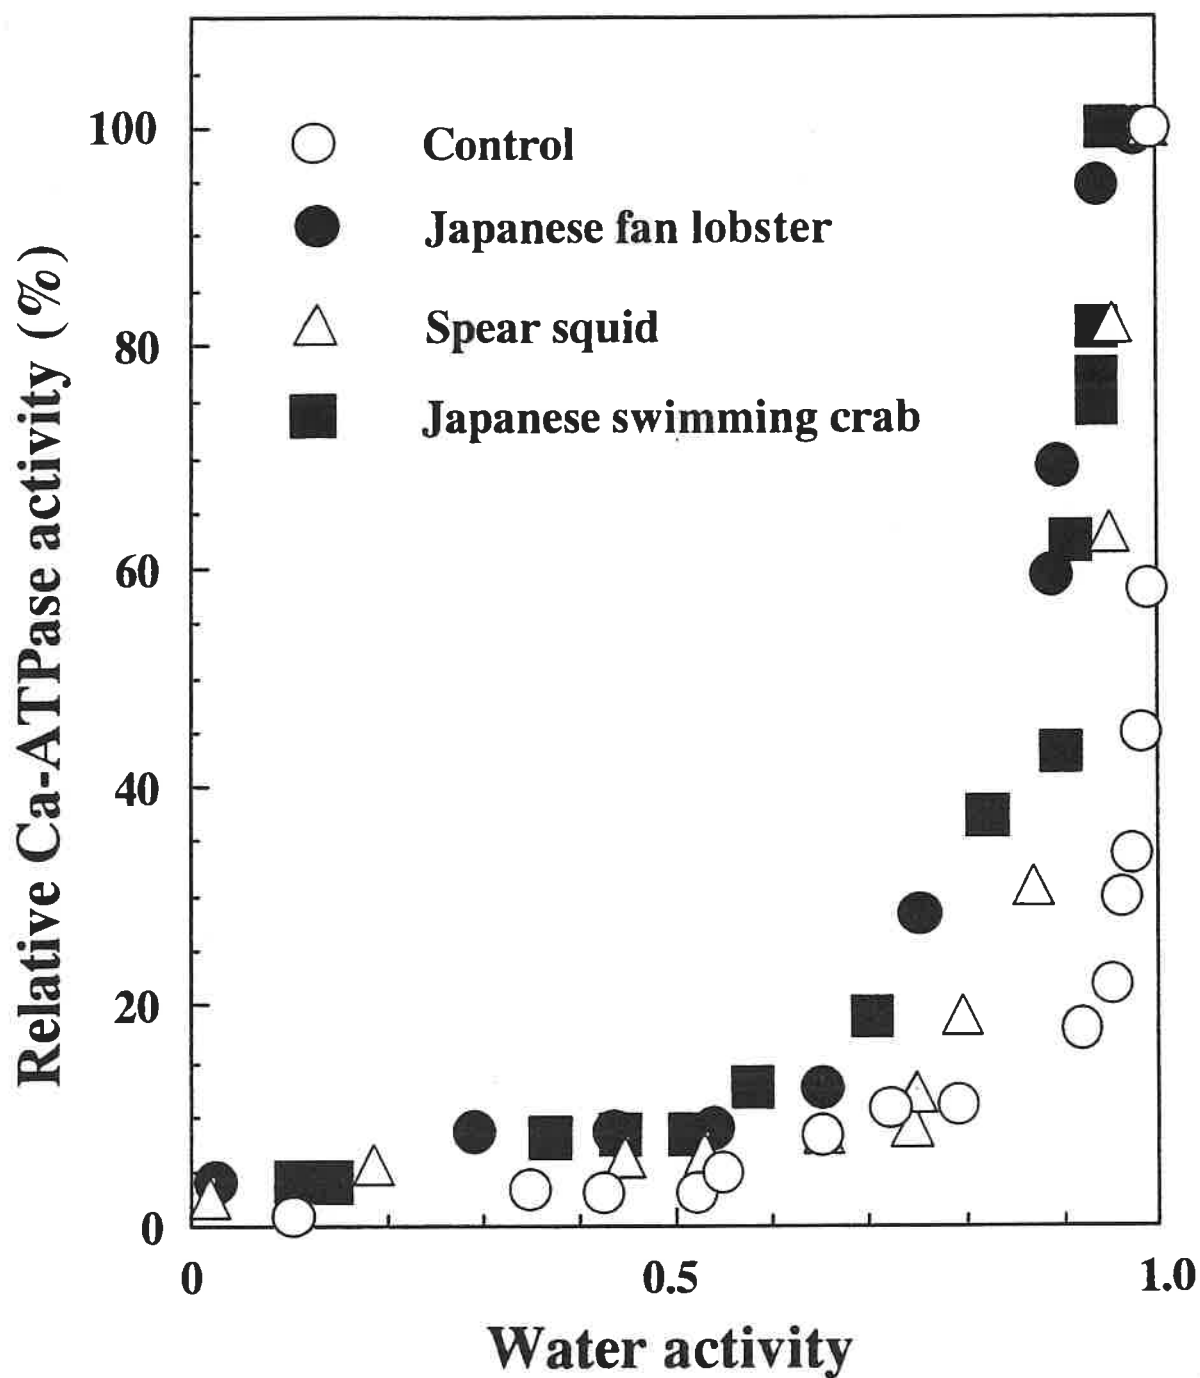 Relative Ca-ATPase activity (%)
100
80
60
40
20
0
Control
Japanese fan lobster
Spear squid
Japanese swimming crab
0
0.5
1.0
Water activity